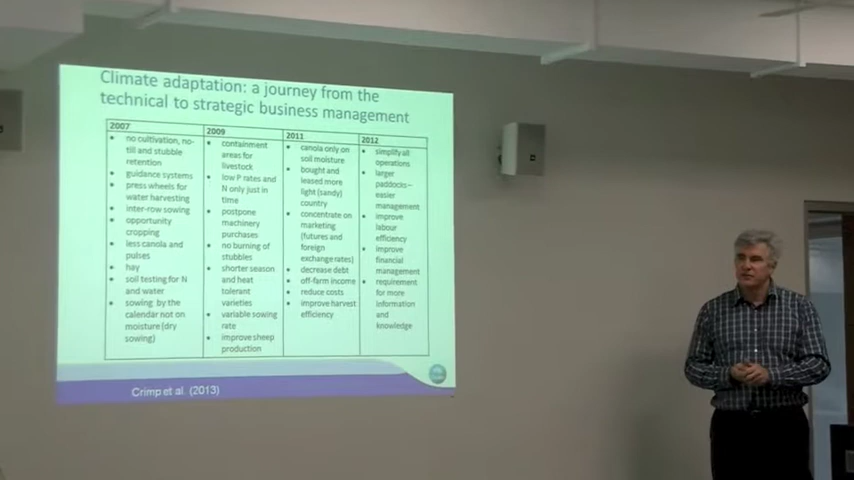 Climate adaptation: a journey from the
technical to strategic business management
2007
• no cultivation, no-
till and stubble
retention
• guidance systems
• press wheels for
water harvesting
• inter-row sowing
• opportunity
cropping
• less canola and
pulses
• hay
• soil testing for N
and water
• sowing by the
calendar not on
moisture (dry
sowing)
2009
• containment
areas for
livestock
• low P rates and
N only just in
time
• postpone
machinery
purchases
• no burning of
stubbles
• shorter season
and heat
tolerant
varieties
• variable sowing
rate
• improve sheep
production
2011
• canola only on
soil moisture
• bought and
leased more
light (sandy)
country
• concentrate on
marketing
(futures and
foreign
exchange rates)
• decrease debt
• off-farm income
• reduce costs
• improve harvest
efficiency
2012
• simplify all
operations
• larger
paddocks–
easier
management
• improve
labour
efficiency
• improve
financial
management
• requirement
for more
information
and
knowledge
Crimp et al. (2013)